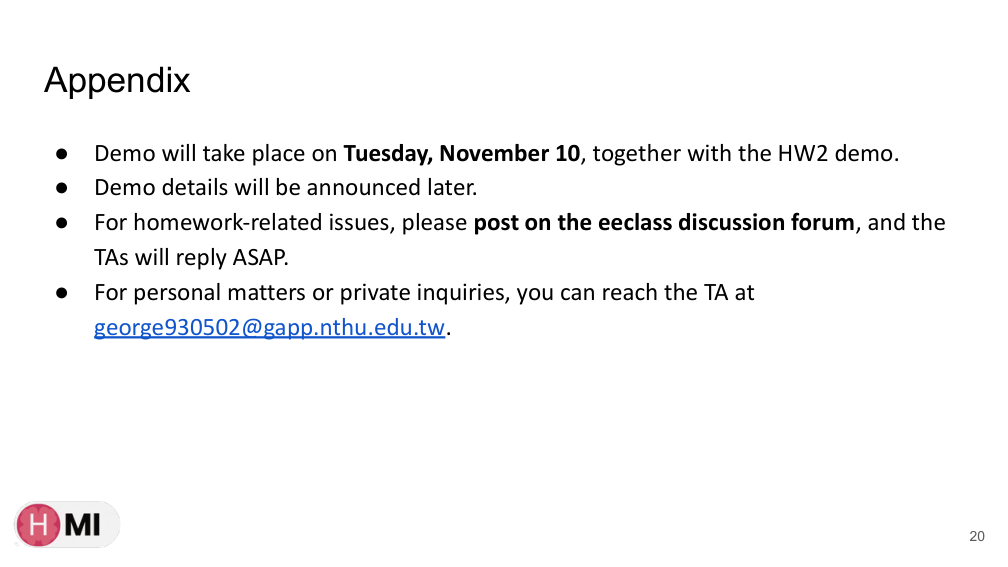 Appendix
● Demo will take place on Tuesday, November 10, together with the HW2 demo.
● Demo details will be announced later.
● For homework-related issues, please post on the eeclass discussion forum, and the
TAs will reply ASAP.
● For personal matters or private inquiries, you can reach the TA at
george930502@gapp.nthu.edu.tw.
H MI
20